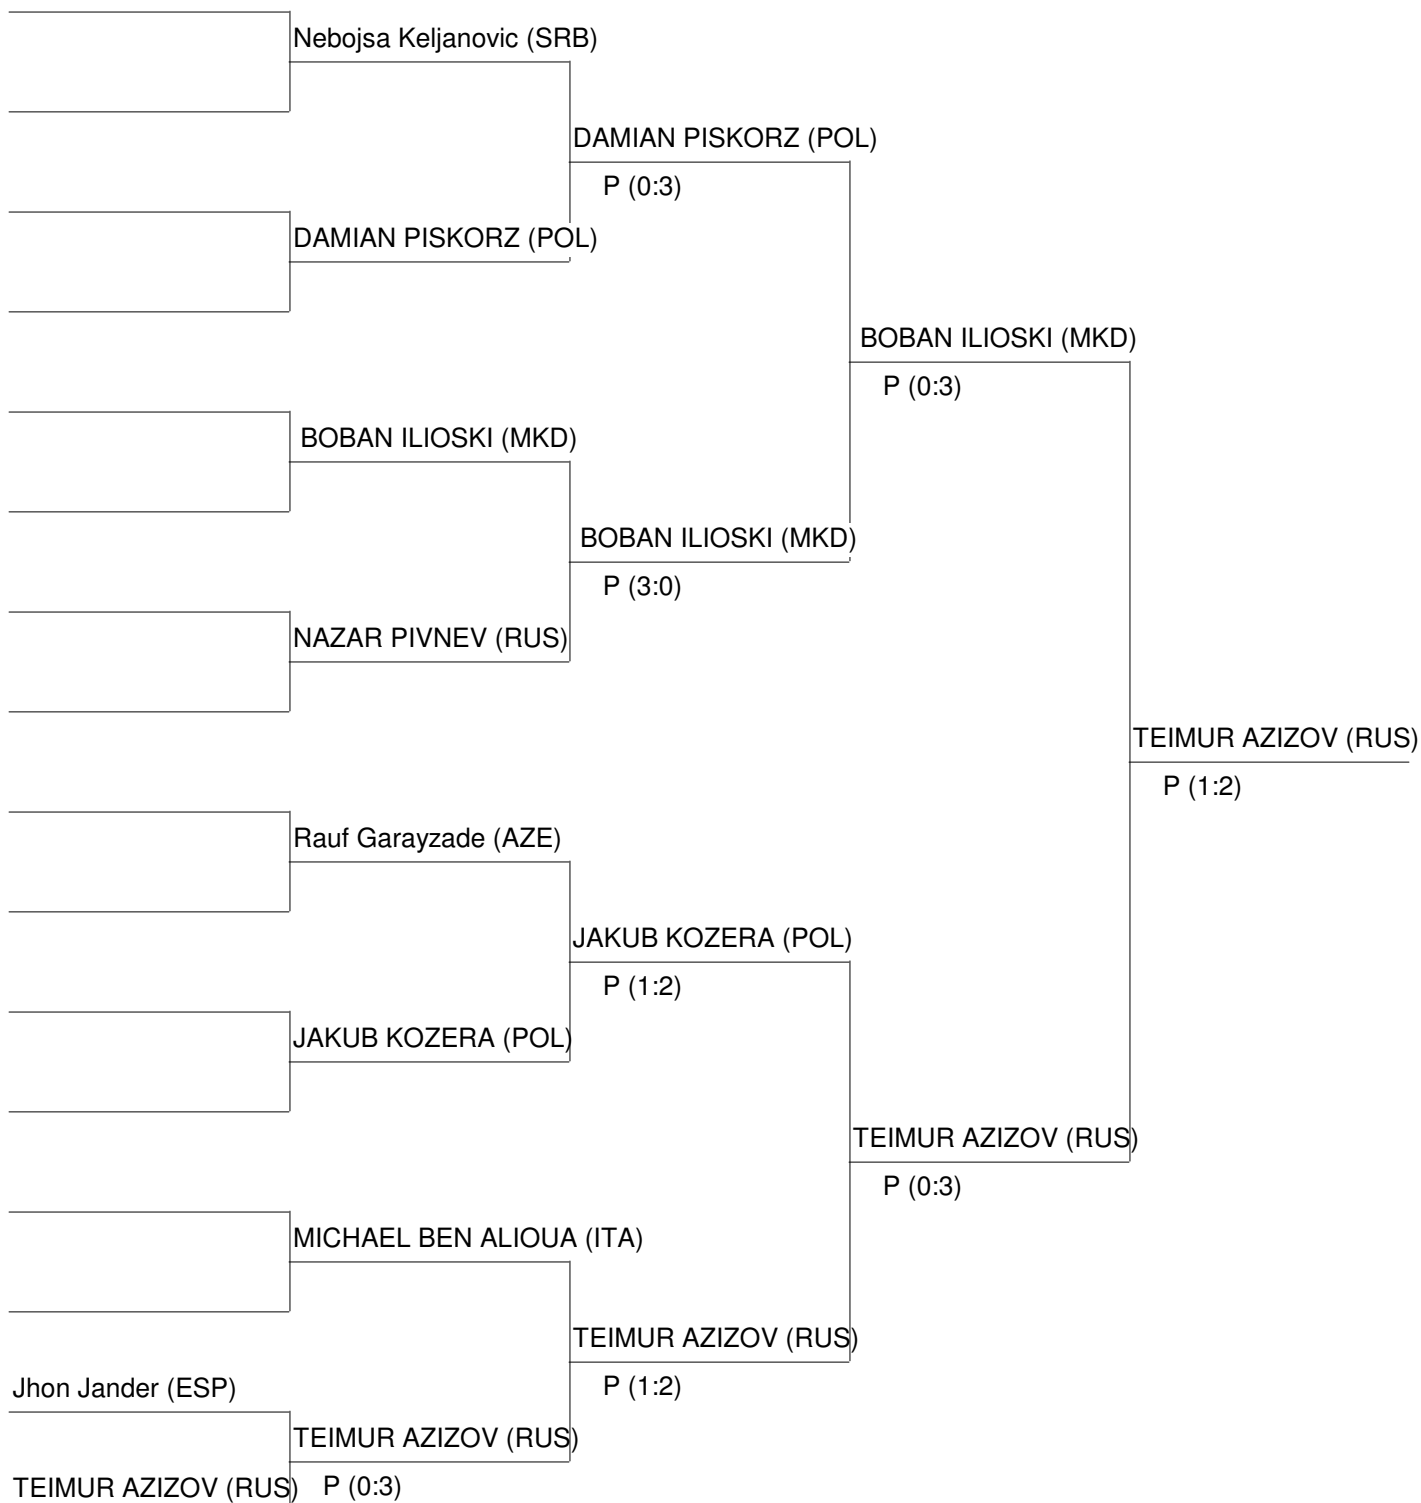 Nebojsa Keljanovic (SRB)
DAMIAN PISKORZ (POL)
P (0:3)
DAMIAN PISKORZ (POL)
BOBAN ILIOSKI (MKD)
P (0:3)
BOBAN ILIOSKI (MKD)
BOBAN ILIOSKI (MKD)
P (3:0)
NAZAR PIVNEV (RUS)
TEIMUR AZIZOV (RUS)
P (1:2)
Rauf Garayzade (AZE)
JAKUB KOZERA (POL)
P (1:2)
JAKUB KOZERA (POL)
TEIMUR AZIZOV (RUS)
P (0:3)
MICHAEL BEN ALIOUA (ITA)
TEIMUR AZIZOV (RUS)
P (1:2)
Jhon Jander (ESP)
TEIMUR AZIZOV (RUS)
TEIMUR AZIZOV (RUS)
P (0:3)